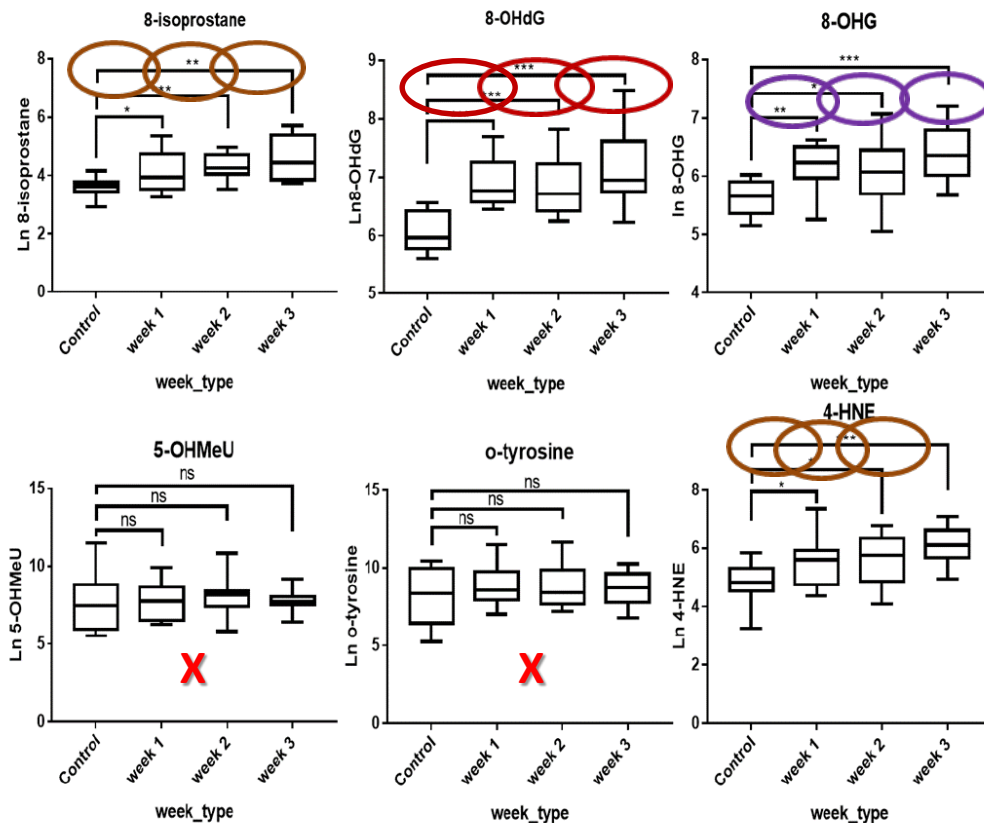 8-isoprostane
Ln 8-isoprostane
8
6
4
2
0
**
**
*
Control
week 1
week 2
week 3
week_type
8-OHdG
Ln8-OHdG
9
8
7
6
5
***
***
Control
week 1
week 2
week 3
week_type
8-OHG
ln 8-OHG
8
7
6
5
4
***
*
**
Control
week 1
week 2
week 3
week_type
5-OHMeU
Ln 5-OHMeU
15
10
5
0
ns
ns
ns
X
Control
week 1
week 2
week 3
week_type
o-tyrosine
Ln o-tyrosine
15
10
5
0
ns
ns
ns
X
Control
week 1
week 2
week 3
week_type
4-HNE
Ln 4-HNE
10
8
6
4
2
0
***
*
*
Control
week 1
week 2
week 3
week_type